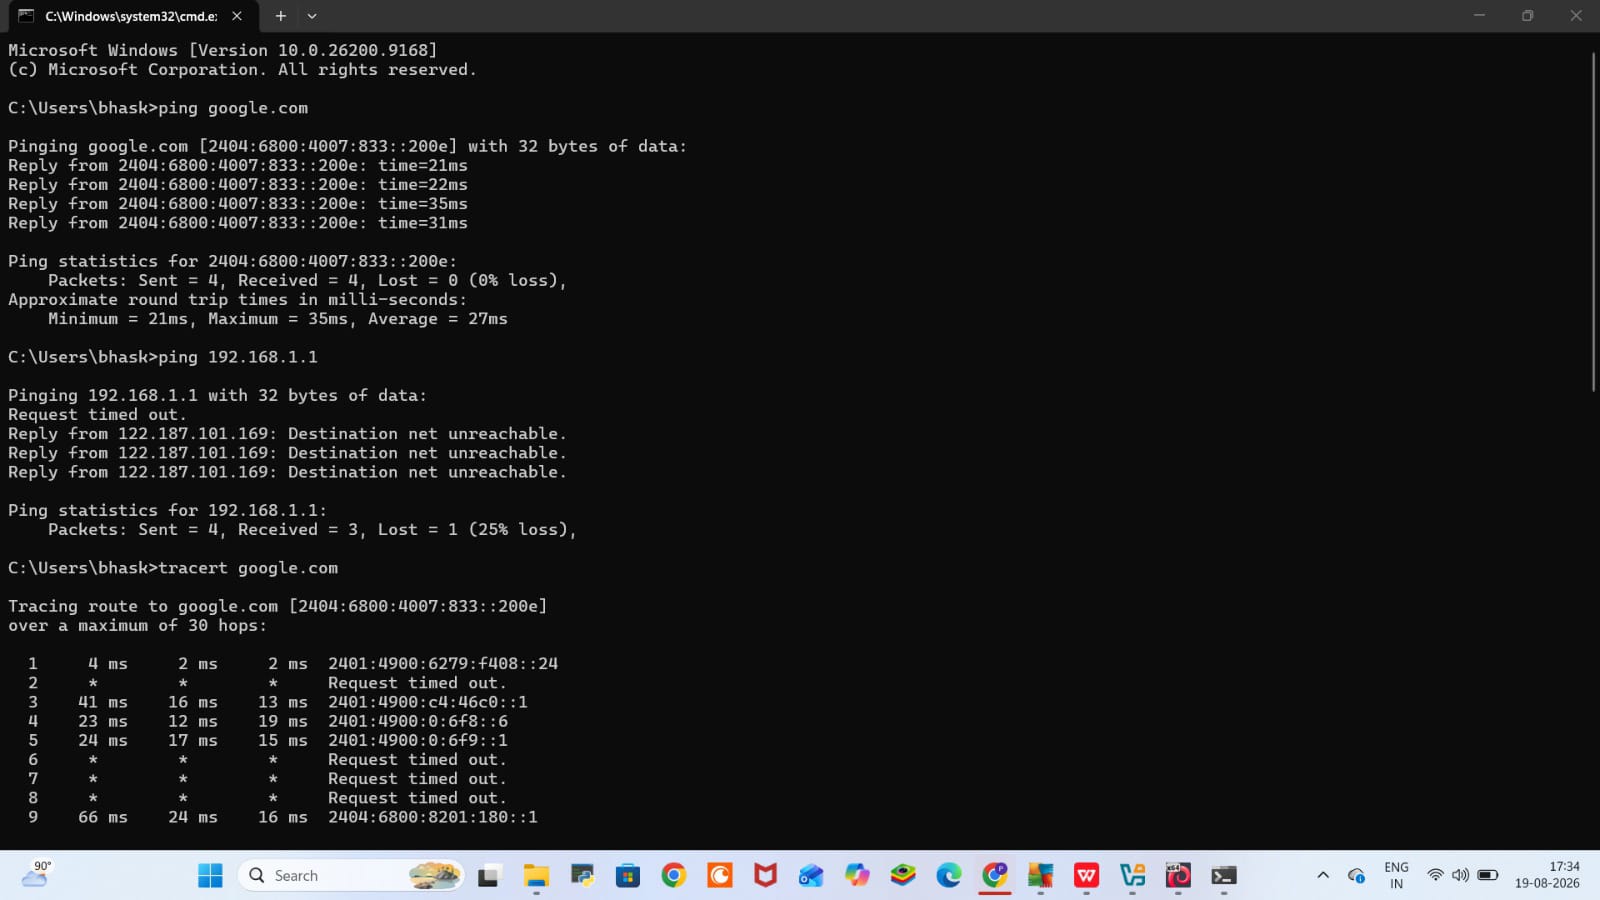 C:\Windows\system32\cmd.e:
Microsoft Windows [Version 10.0.26200.9168]
(c) Microsoft Corporation. All rights reserved.
C:\Users\bhask>ping google.com
Pinging google.com [2404:6800:4007:833::200e] with 32 bytes of data:
Reply from 2404:6800:4007:833::200e: time=21ms
Reply from 2404:6800:4007:833::200e: time=22ms
Reply from 2404:6800:4007:833::200e: time=35ms
Reply from 2404:6800:4007:833::200e: time=31ms
Ping statistics for 2404:6800:4007:833::200e:
    Packets: Sent = 4, Received = 4, Lost = 0 (0% loss),
Approximate round trip times in milli-seconds:
    Minimum = 21ms, Maximum = 35ms, Average = 27ms
C:\Users\bhask>ping 192.168.1.1
Pinging 192.168.1.1 with 32 bytes of data:
Request timed out.
Reply from 122.187.101.169: Destination net unreachable.
Reply from 122.187.101.169: Destination net unreachable.
Reply from 122.187.101.169: Destination net unreachable.
Ping statistics for 192.168.1.1:
    Packets: Sent = 4, Received = 3, Lost = 1 (25% loss),
C:\Users\bhask>tracert google.com
Tracing route to google.com [2404:6800:4007:833::200e]
over a maximum of 30 hops:
  1     4 ms     2 ms     2 ms  2401:4900:6279:f408::24
  2     *        *        *     Request timed out.
  3    41 ms    16 ms    13 ms  2401:4900:c4:46c0::1
  4    23 ms    12 ms    19 ms  2401:4900:0:6f8::6
  5    24 ms    17 ms    15 ms  2401:4900:0:6f9::1
  6     *        *        *     Request timed out.
  7     *        *        *     Request timed out.
  8     *        *        *     Request timed out.
  9    66 ms    24 ms    16 ms  2404:6800:8201:180::1
90°
Search
ENG
IN
17:34
19-08-2026